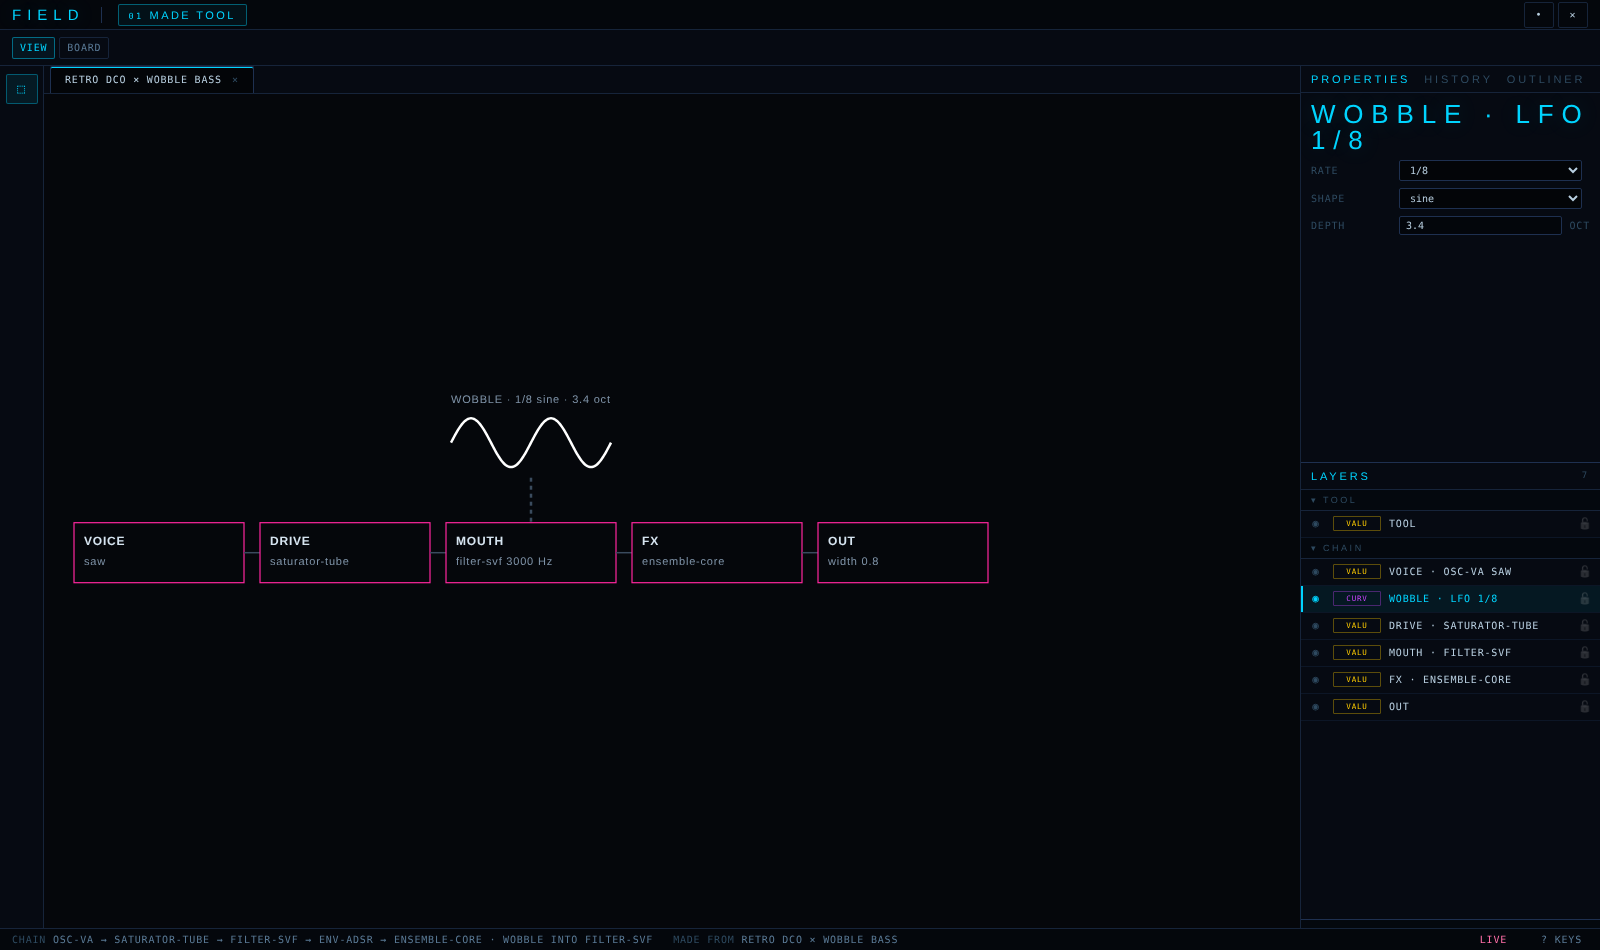 FIELD
01 MADE TOOL
• ×
VIEW BOARD
RETRO DCO × WOBBLE BASS ×
WOBBLE · 1/8 sine · 3.4 oct
VOICE
saw
DRIVE
saturator-tube
MOUTH
filter-svf 3000 Hz
FX
ensemble-core
OUT
width 0.8
PROPERTIES HISTORY OUTLINER
WOBBLE · LFO
1/8
RATE 1/8
SHAPE sine
DEPTH 3.4 OCT
LAYERS 7
▾ TOOL
VALU TOOL
▾ CHAIN
VALU VOICE · OSC-VA SAW
CURV WOBBLE · LFO 1/8
VALU DRIVE · SATURATOR-TUBE
VALU MOUTH · FILTER-SVF
VALU FX · ENSEMBLE-CORE
VALU OUT
CHAIN OSC-VA → SATURATOR-TUBE → FILTER-SVF → ENV-ADSR → ENSEMBLE-CORE · WOBBLE INTO FILTER-SVF MADE FROM RETRO DCO × WOBBLE BASS
LIVE ? KEYS